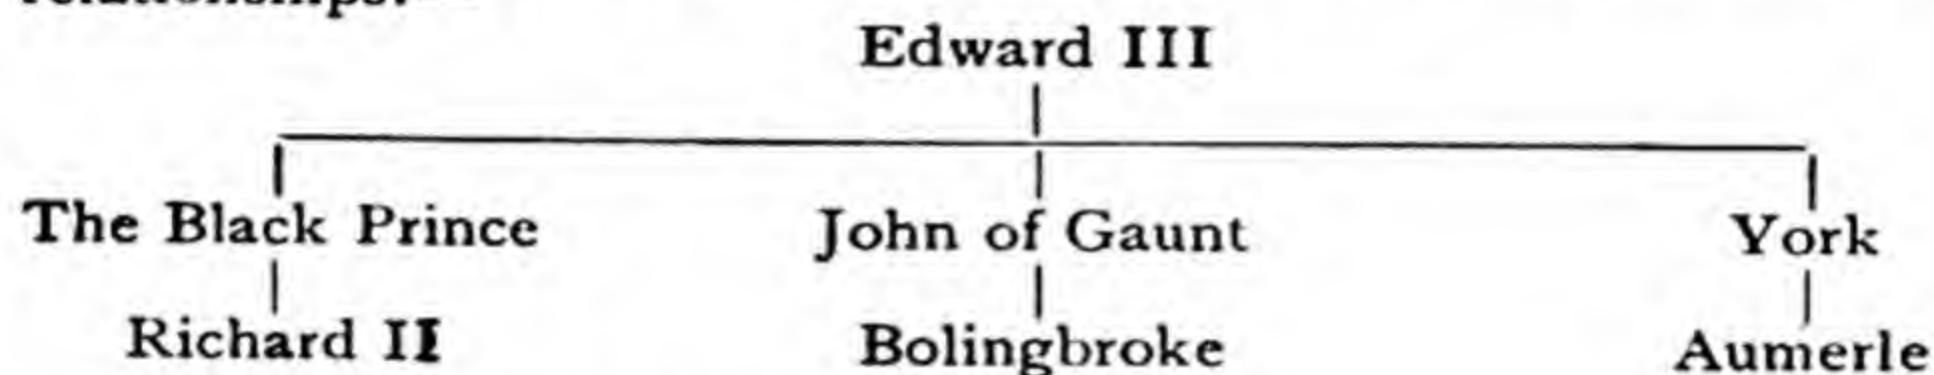 Edward III
The Black Prince John of Gaunt York
Richard II Bolingbroke Aumerle